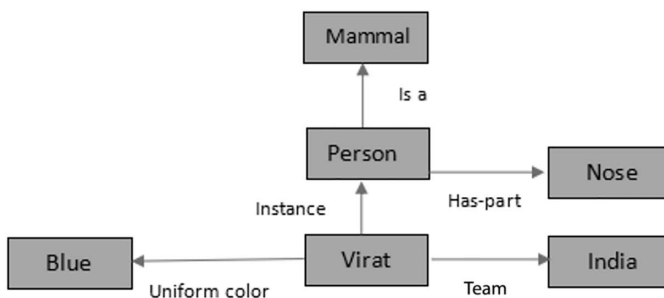 Mammal
Is a
Person
Nose
Instance
Has-part
Blue
Virat
India
Uniform color
Team